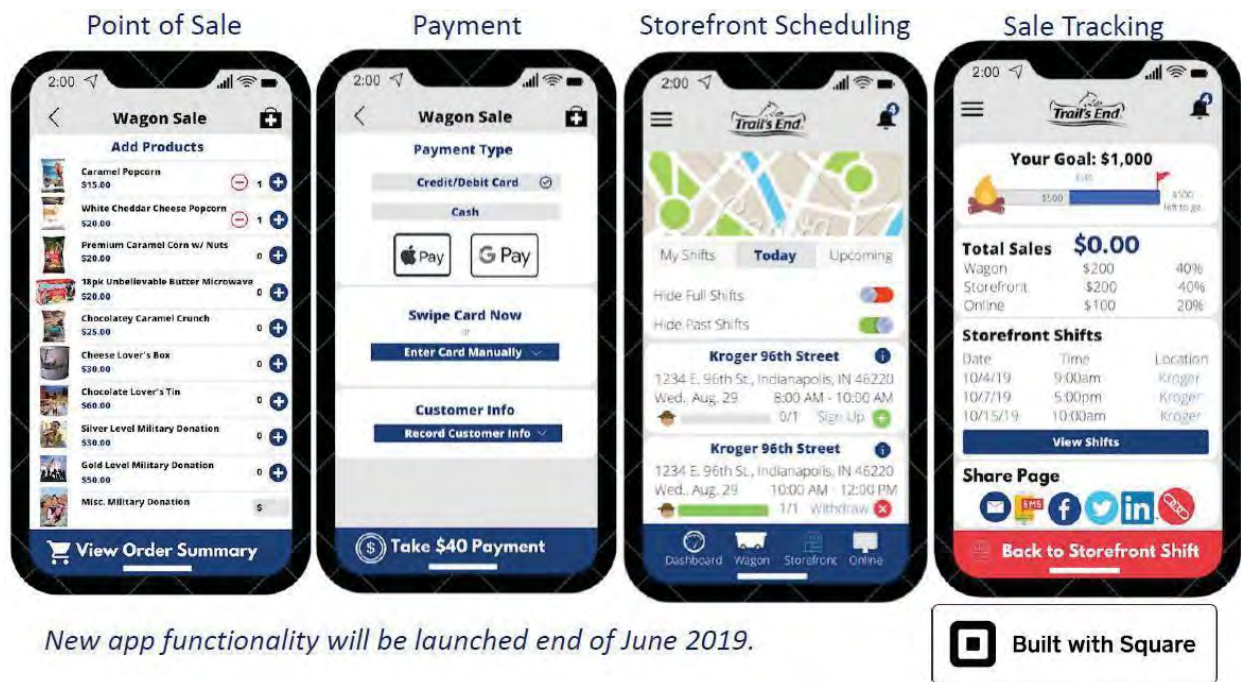 Point of Sale
Payment
Storefront Scheduling
Sale Tracking
2:00
Wagon Sale
Add Products
Caramel Popcorn
$15.00
1
White Cheddar Cheese Popcorn
$20.00
1
Premium Caramel Corn w/ Nuts
$20.00
0
18pk Unbelievable Butter Microwave
$20.00
0
Chocolatey Caramel Crunch
$25.00
0
Cheese Lover's Box
$30.00
0
Chocolate Lover's Tin
$60.00
0
Silver Level Military Donation
$30.00
0
Gold Level Military Donation
$50.00
0
Misc. Military Donation
$
View Order Summary
2:00
Wagon Sale
Payment Type
Credit/Debit Card
Cash
Pay
G Pay
Swipe Card Now
or
Enter Card Manually
Customer Info
Record Customer Info
$ Take $40 Payment
2:00
Trail's End
4
My Shifts Today Upcoming
Hide Full Shifts
Hide Past Shifts
Kroger 96th Street
1234 E. 96th St., Indianapolis, IN 46220
Wed. Aug. 29 8:00 AM - 10:00 AM
0/1 Sign Up
Kroger 96th Street
1234 E. 96th St., Indianapolis, IN 46220
Wed. Aug. 29 10:00 AM - 12:00 PM
1/1 Withdraw
Dashboard Wagon Storefront Online
2:00
Trail's End
4
Your Goal: $1,000
Edit
$500
$500
left to go
Total Sales $0.00
Wagon $200 40%
Storefront $200 40%
Online $100 20%
Storefront Shifts
Date Time Location
10/4/19 9:00am Kroger
10/7/19 5:00pm Kroger
10/15/19 10:00am Kroger
View Shifts
Share Page
SMS
f
in
Back to Storefront Shift
New app functionality will be launched end of June 2019.
Built with Square